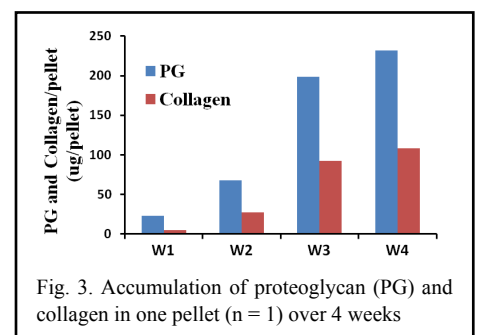 250
200
150
100
50
0
PG and Collagen/pellet
(ug/pellet)
PG
Collagen
W1 W2 W3 W4
Fig. 3. Accumulation of proteoglycan (PG) and
collagen in one pellet (n = 1) over 4 weeks